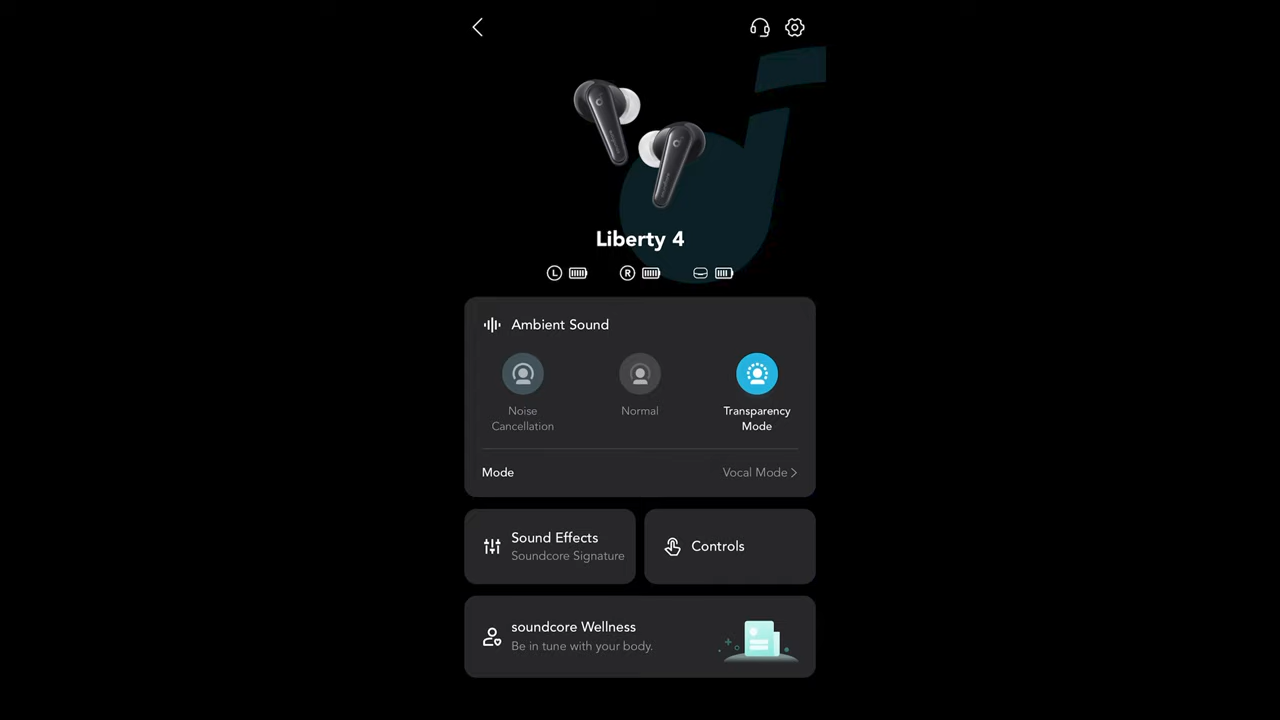 Liberty 4
L
R
Ambient Sound
Noise
Cancellation
Normal
Transparency
Mode
Mode
Vocal Mode
Sound Effects
Soundcore Signature
Controls
soundcore Wellness
Be in tune with your body.